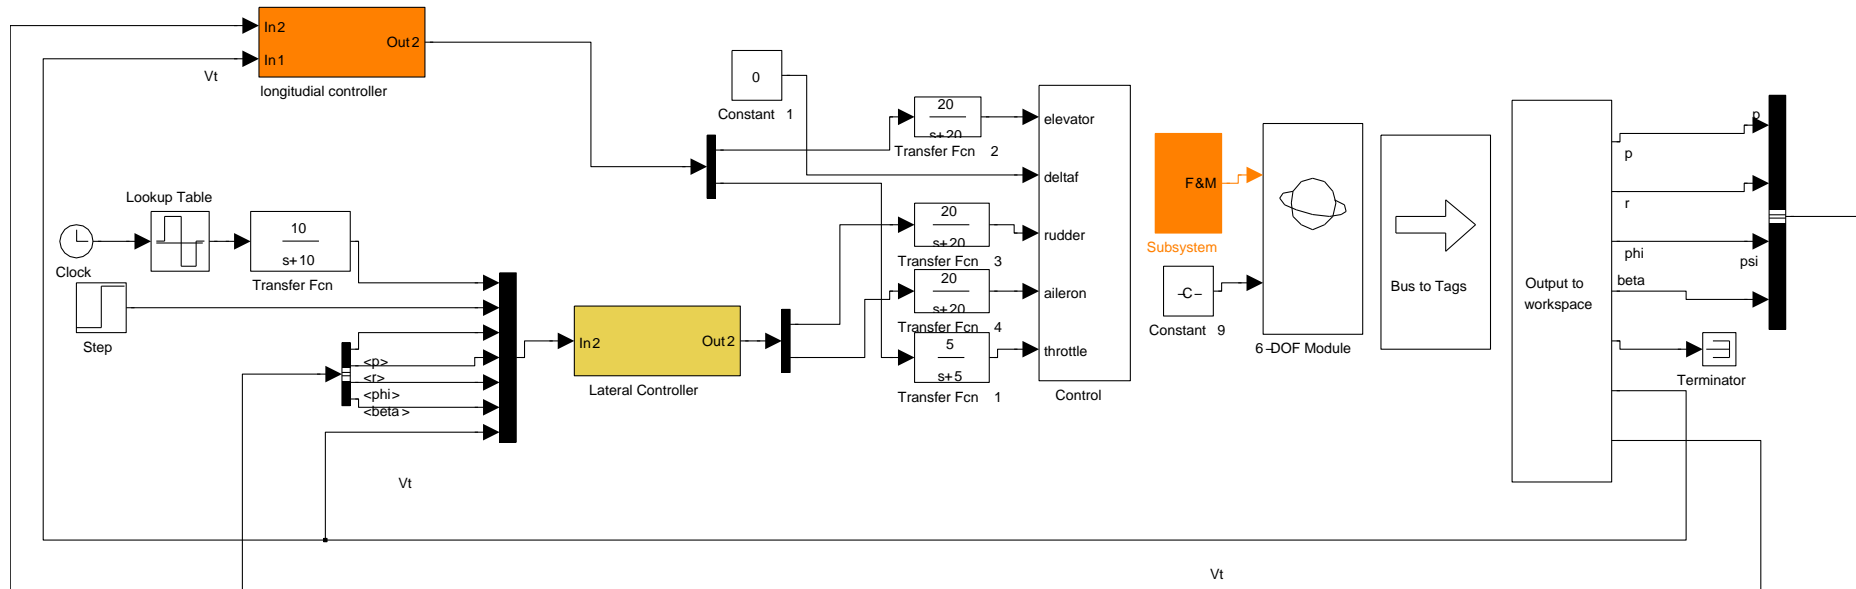 In2
Out2
In1
Vt
longitudial controller
0
Constant 1
20
s+20
Transfer Fcn 2
elevator
deltaf
F&M
Subsystem
p
p
r
Lookup Table
Clock
10
s+10
Transfer Fcn
Step
20
s+20
Transfer Fcn 3
rudder
20
s+20
Transfer Fcn 4
aileron
5
s+5
Transfer Fcn 1
throttle
Control
-C-
Constant 9
6-DOF Module
Bus to Tags
Output to
workspace
phi
psi
beta
Terminator
<p>
<r>
<phi>
<beta>
In2
Out2
Lateral Controller
Vt
Vt